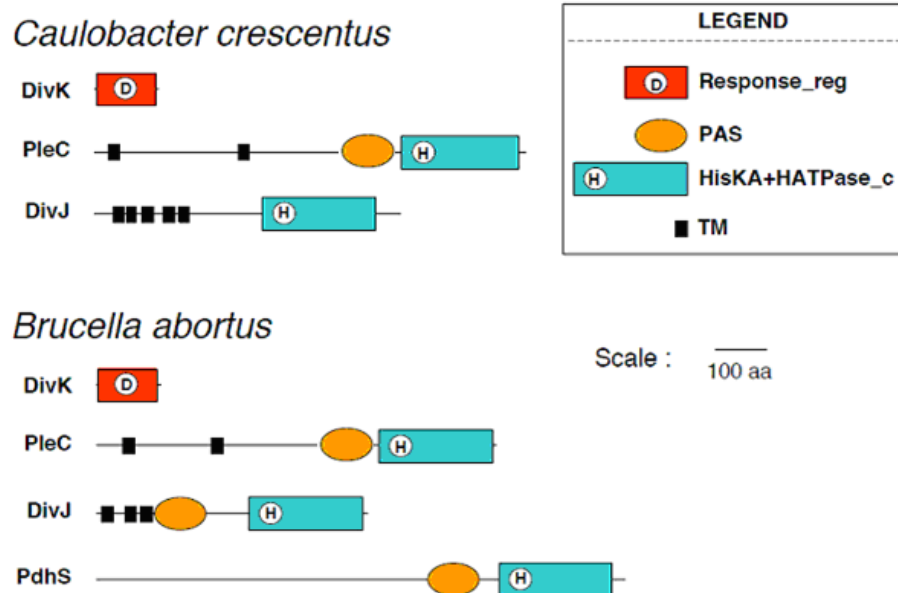 Caulobacter crescentus
DivK D
PleC H
DivJ H
LEGEND
D Response_reg
PAS
H HisKA+HATPase_c
TM
Brucella abortus
Scale : 100 aa
DivK D
PleC H
DivJ H
PdhS H